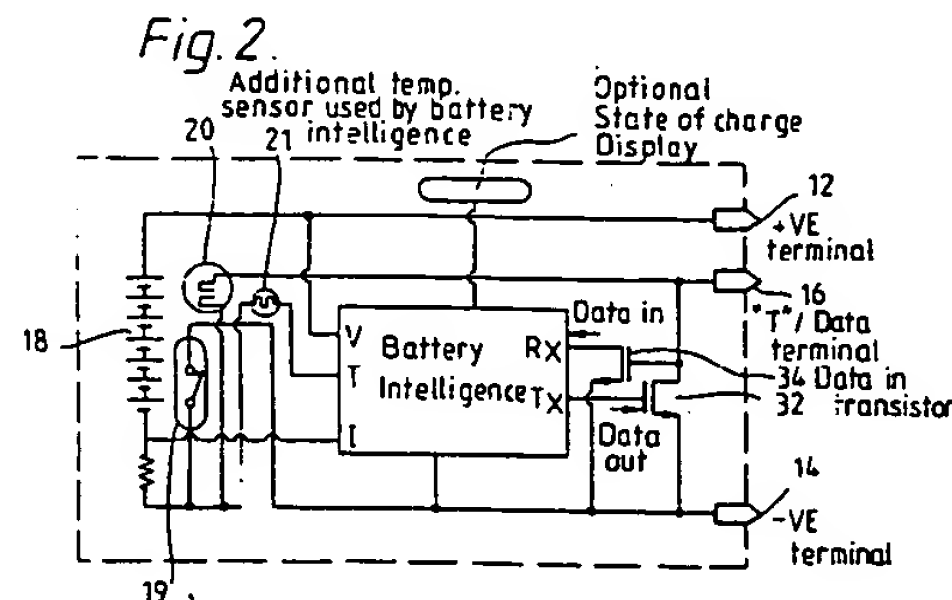 Fig. 2.
Additional temp.
sensor used by battery
intelligence
20
21
Optional
State of charge
Display
12
+VE
terminal
16
"T"/ Data
terminal
34 Data in
32 transistor
18
V
T
I
Battery
Intelligence
RX
TX
Data in
Data
out
14
-VE
terminal
19